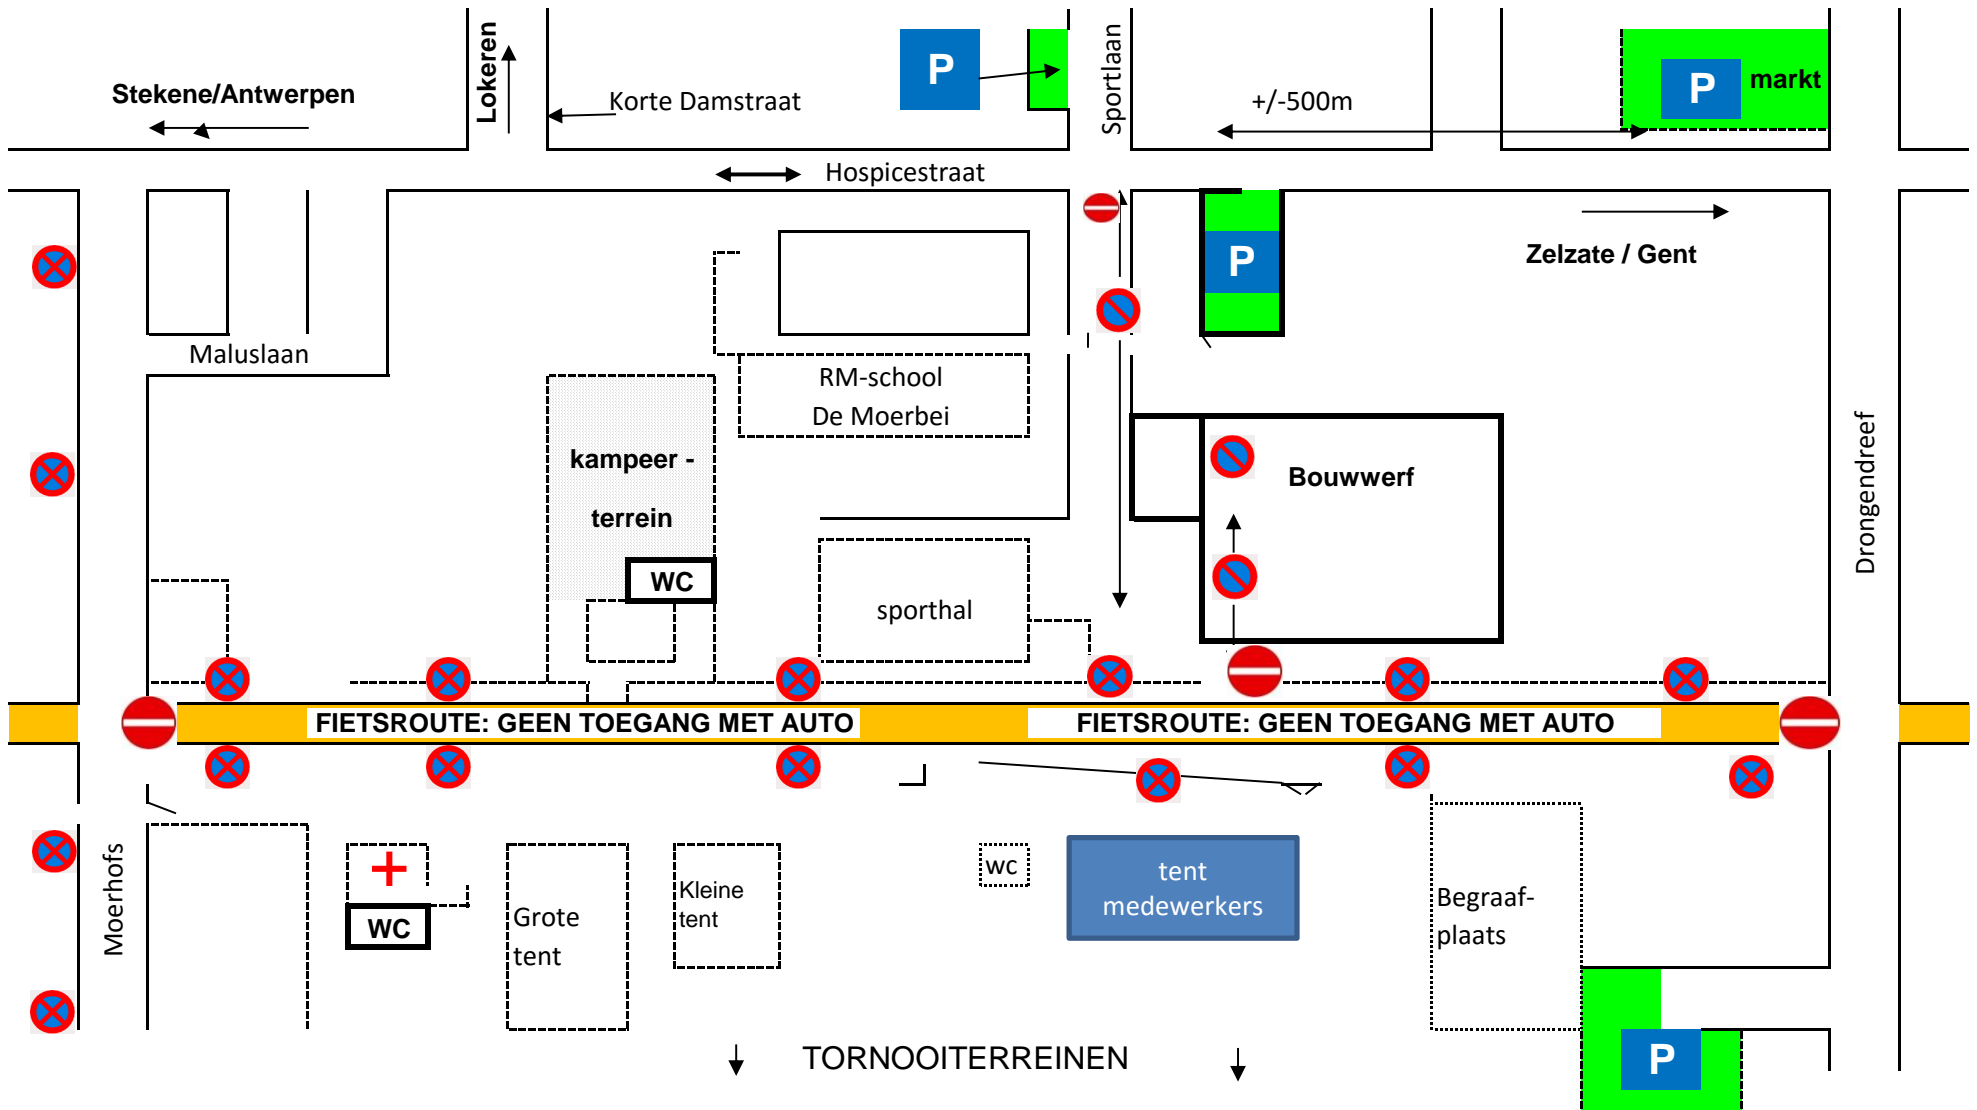 Lokeren
P
Sportlaan
P
markt
Stekene/Antwerpen
Korte Damstraat
+/-500m
Hospicestraat
P
Zelzate / Gent
Maluslaan
RM-school
De Moerbei
kampeer -
terrein
Bouwwerf
Drongendreef
WC
sporthal
FIETSROUTE: GEEN TOEGANG MET AUTO
FIETSROUTE: GEEN TOEGANG MET AUTO
Moerhofs
WC
Grote
tent
Kleine
tent
wc
tent
medewerkers
Begraaf-
plaats
TORNOOITERREINEN
P